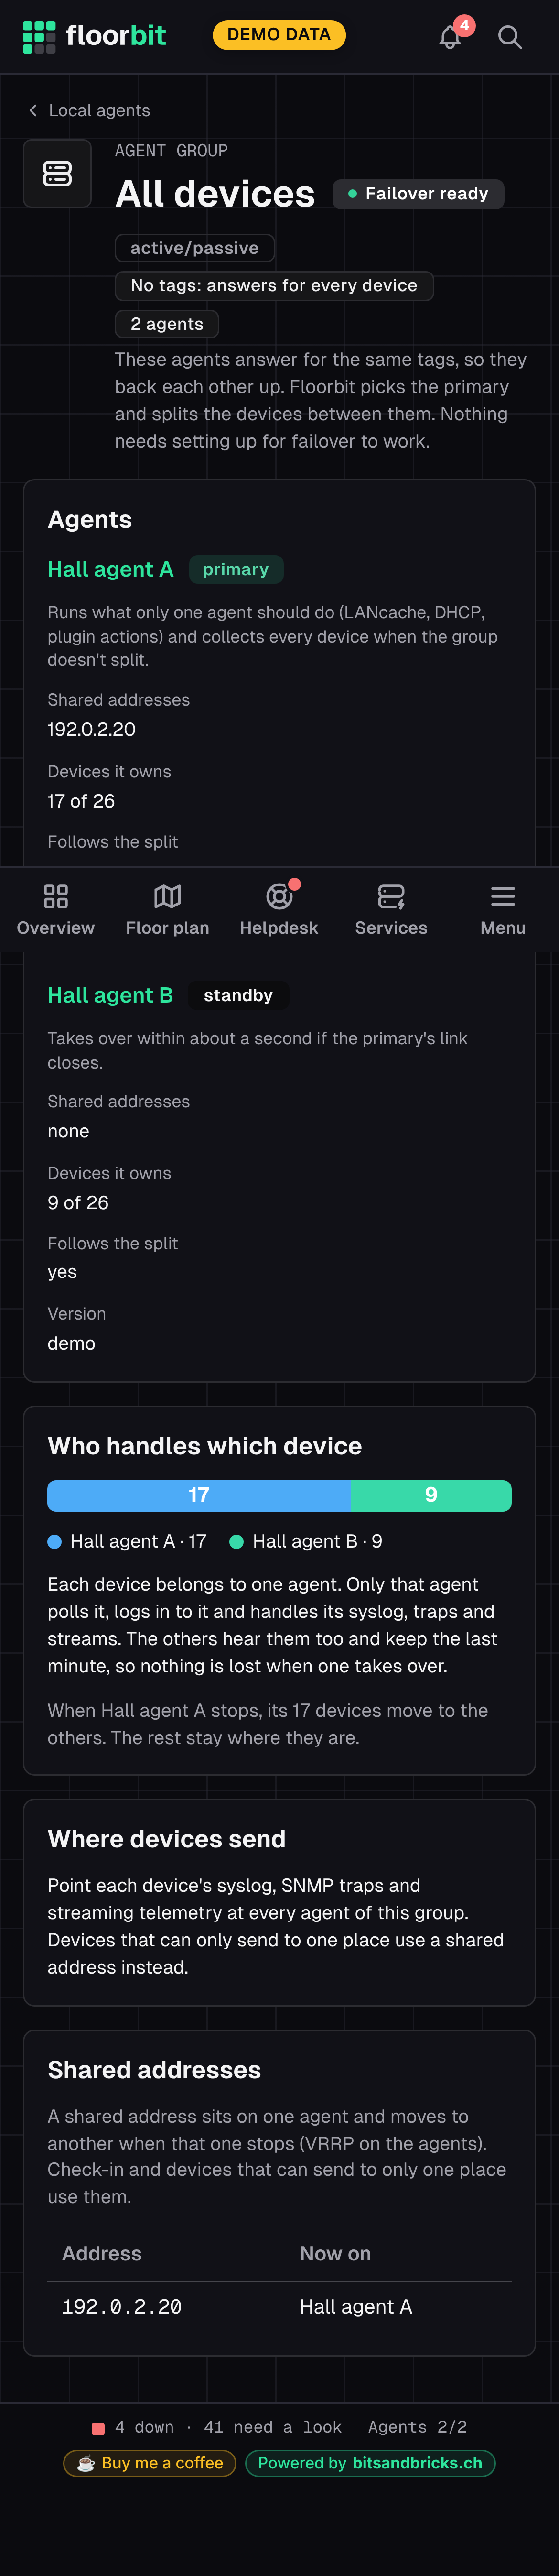 floorbit
DEMO DATA
4
Local agents
AGENT GROUP
All devices
Failover ready
active/passive
No tags: answers for every device
2 agents
These agents answer for the same tags, so they
back each other up. Floorbit picks the primary
and splits the devices between them. Nothing
needs setting up for failover to work.
Agents
Hall agent A
primary
Runs what only one agent should do (LANcache, DHCP,
plugin actions) and collects every device when the group
doesn't split.
Shared addresses
192.0.2.20
Devices it owns
17 of 26
Follows the split
Overview
Floor plan
Helpdesk
Services
Menu
Hall agent B
standby
Takes over within about a second if the primary's link
closes.
Shared addresses
none
Devices it owns
9 of 26
Follows the split
yes
Version
demo
Who handles which device
17
9
Hall agent A · 17
Hall agent B · 9
Each device belongs to one agent. Only that agent
polls it, logs in to it and handles its syslog, traps and
streams. The others hear them too and keep the last
minute, so nothing is lost when one takes over.
When Hall agent A stops, its 17 devices move to the
others. The rest stay where they are.
Where devices send
Point each device's syslog, SNMP traps and
streaming telemetry at every agent of this group.
Devices that can only send to one place use a shared
address instead.
Shared addresses
A shared address sits on one agent and moves to
another when that one stops (VRRP on the agents).
Check-in and devices that can send to only one place
use them.
Address
Now on
192.0.2.20
Hall agent A
4 down · 41 need a look
Agents 2/2
Buy me a coffee
Powered by bitsandbricks.ch